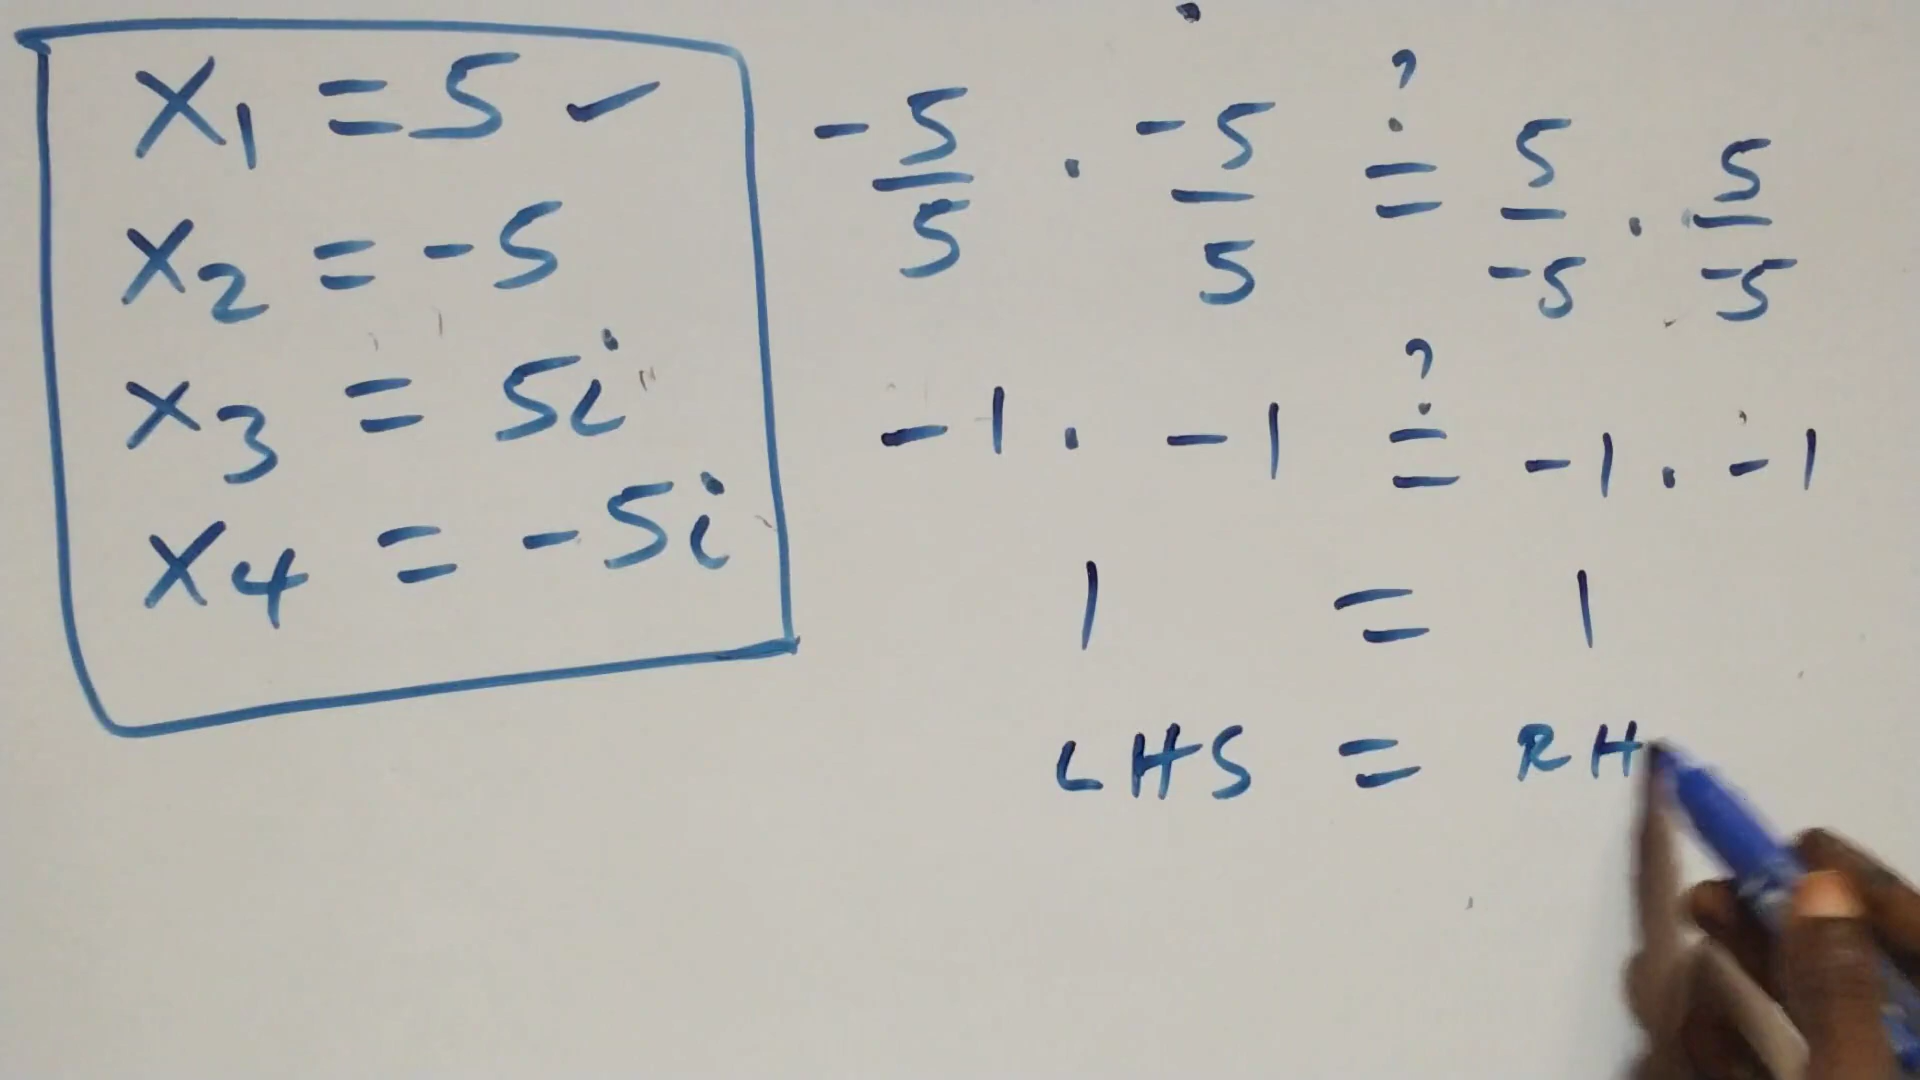 x₁ = 5 ✓
x₂ = -5
x₃ = 5i
x₄ = -5i
-5/5 · -5/5 ≟ 5/-5 · 5/-5
-1 · -1 ≟ -1 · -1
1 = 1
LHS = RH